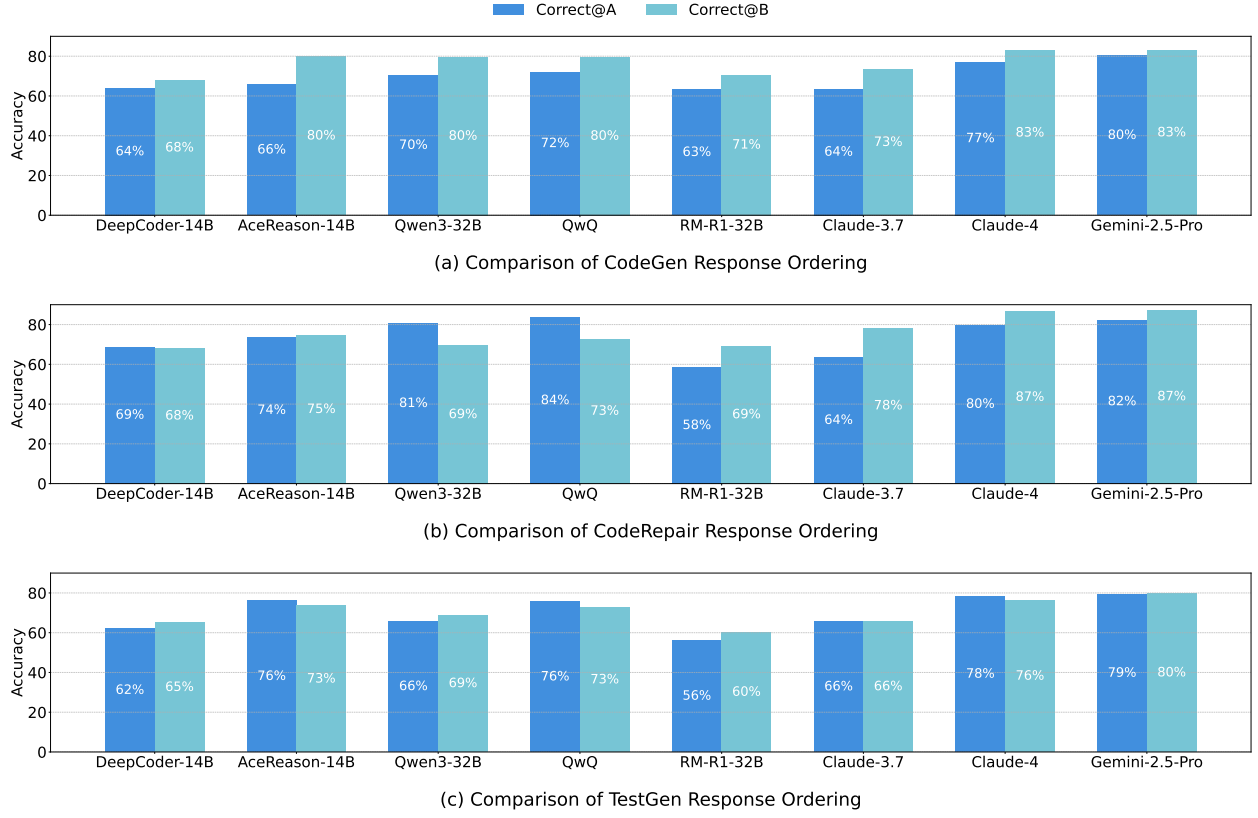 Correct@A Correct@B
Accuracy
80
60
40
20
0
64% 68% 66% 80% 70% 80% 72% 80% 63% 71% 64% 73% 77% 83% 80% 83%
DeepCoder-14B AceReason-14B Qwen3-32B QwQ RM-R1-32B Claude-3.7 Claude-4 Gemini-2.5-Pro
(a) Comparison of CodeGen Response Ordering
Accuracy
80
60
40
20
0
69% 68% 74% 75% 81% 69% 84% 73% 58% 69% 64% 78% 80% 87% 82% 87%
DeepCoder-14B AceReason-14B Qwen3-32B QwQ RM-R1-32B Claude-3.7 Claude-4 Gemini-2.5-Pro
(b) Comparison of CodeRepair Response Ordering
Accuracy
80
60
40
20
0
62% 65% 76% 73% 66% 69% 76% 73% 56% 60% 66% 66% 78% 76% 79% 80%
DeepCoder-14B AceReason-14B Qwen3-32B QwQ RM-R1-32B Claude-3.7 Claude-4 Gemini-2.5-Pro
(c) Comparison of TestGen Response Ordering